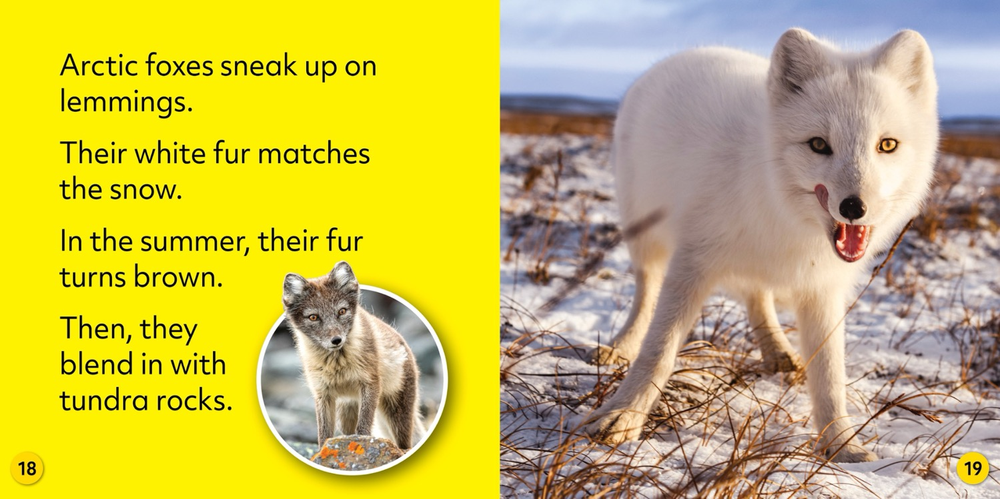 Arctic foxes sneak up on
lemmings.
Their white fur matches
the snow.
In the summer, their fur
turns brown.
Then, they
blend in with
tundra rocks.
18
19